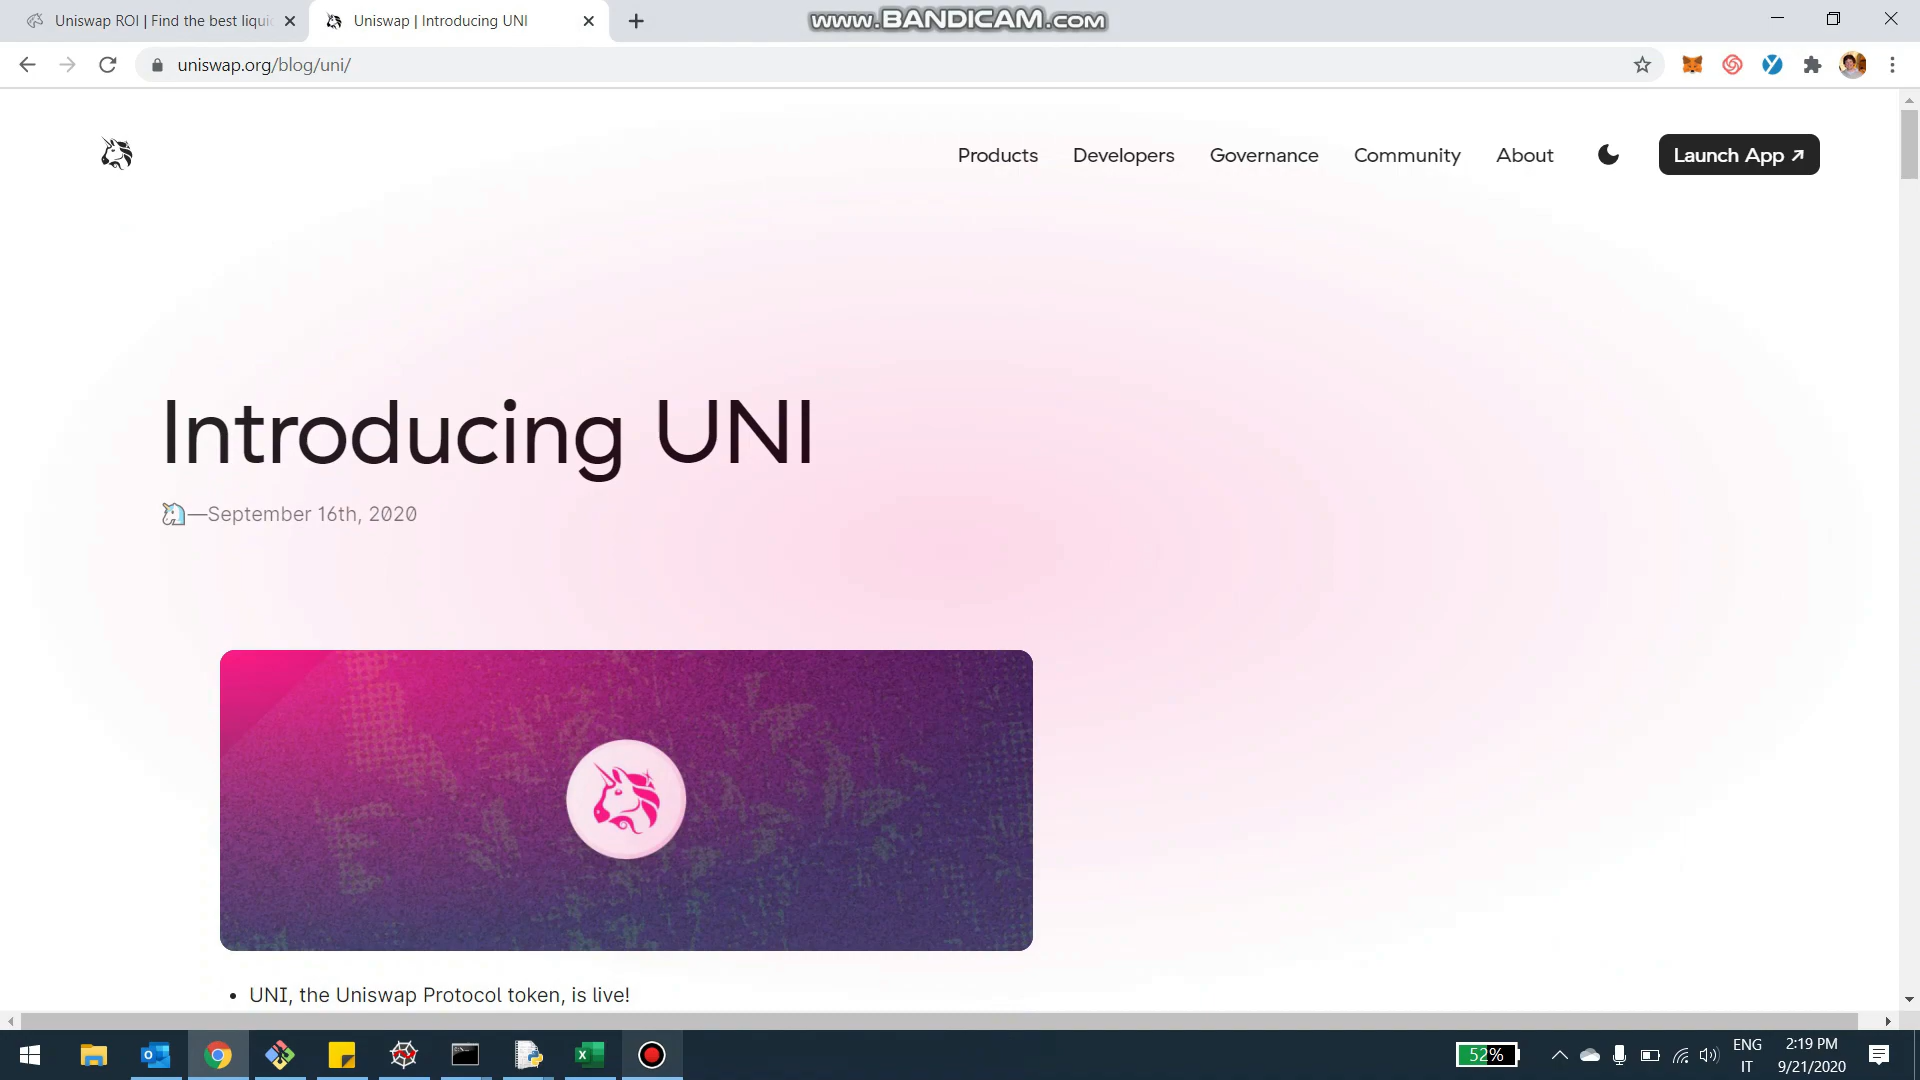 Uniswap ROI | Find the best liqui
Uniswap | Introducing UNI
www.BANDICAM.com
uniswap.org/blog/uni/
Products
Developers
Governance
Community
About
Launch App ↗
Introducing UNI
🦄—September 16th, 2020
• UNI, the Uniswap Protocol token, is live!
52%
ENG
IT
2:19 PM
9/21/2020